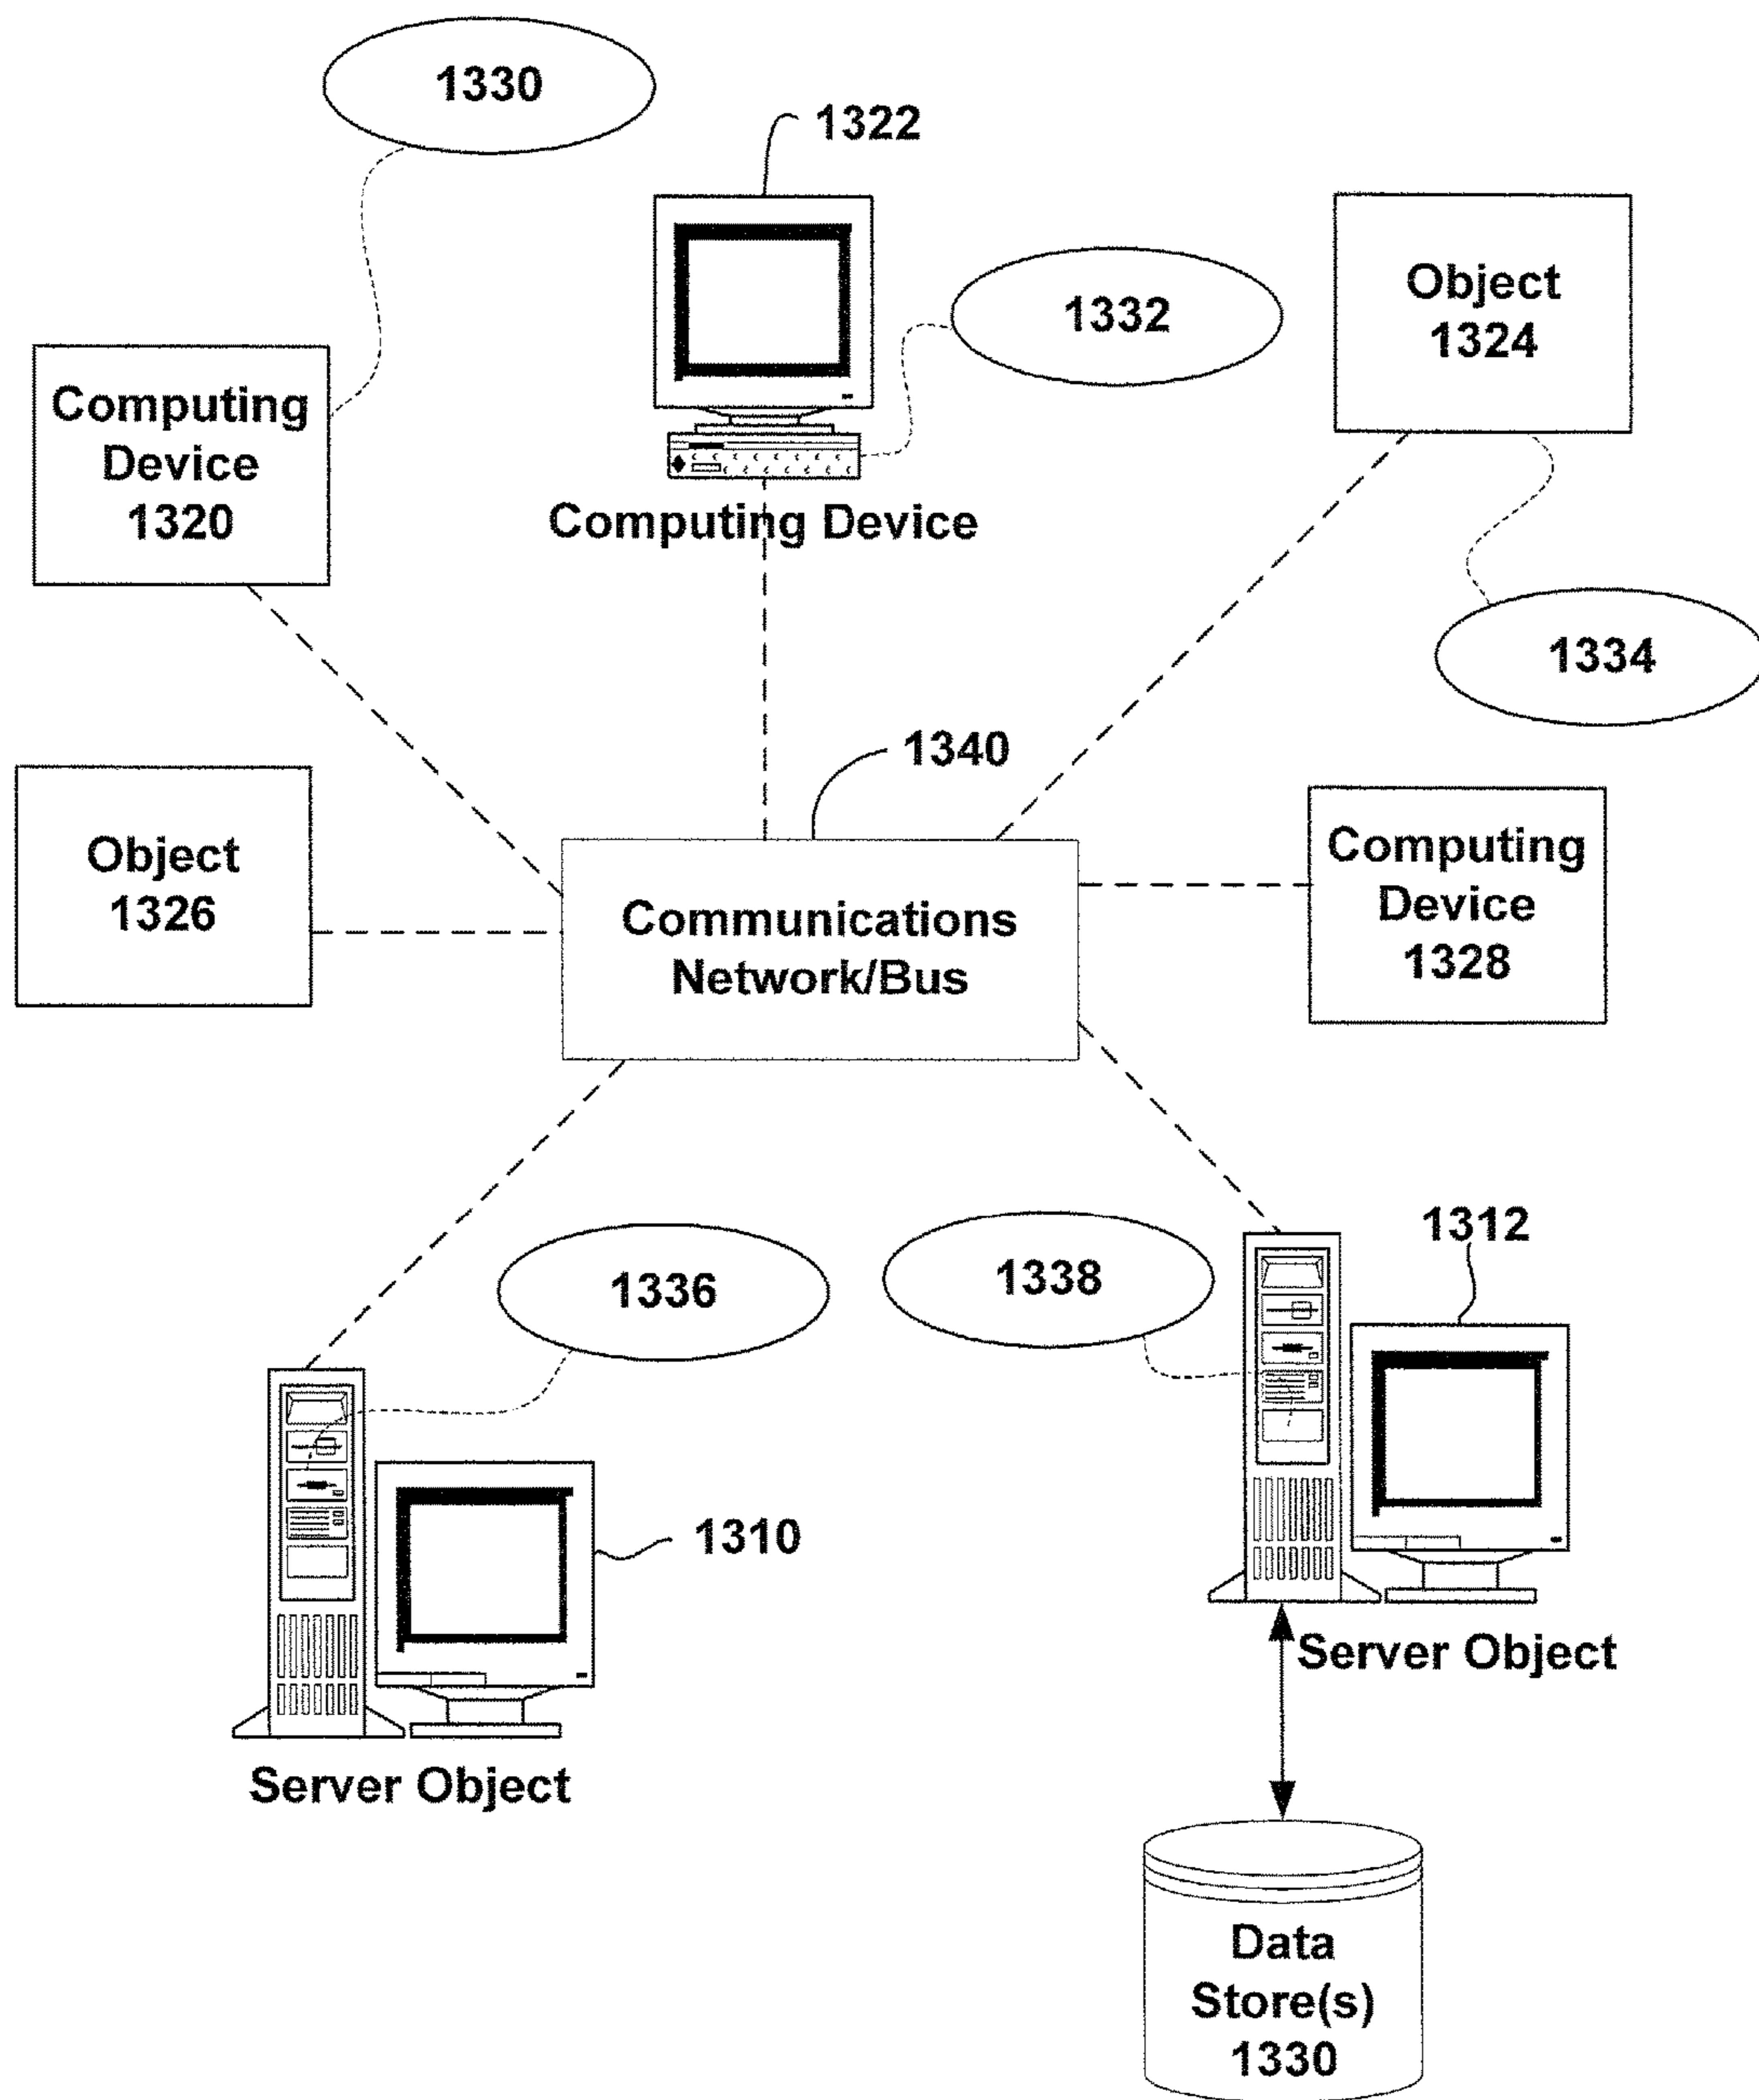 1330
1322
1332
Object
1324
Computing
Device
1320
Computing Device
1334
1340
Object
1326
Communications
Network/Bus
Computing
Device
1328
1336
1338
1312
1310
Server Object
Server Object
Data
Store(s)
1330